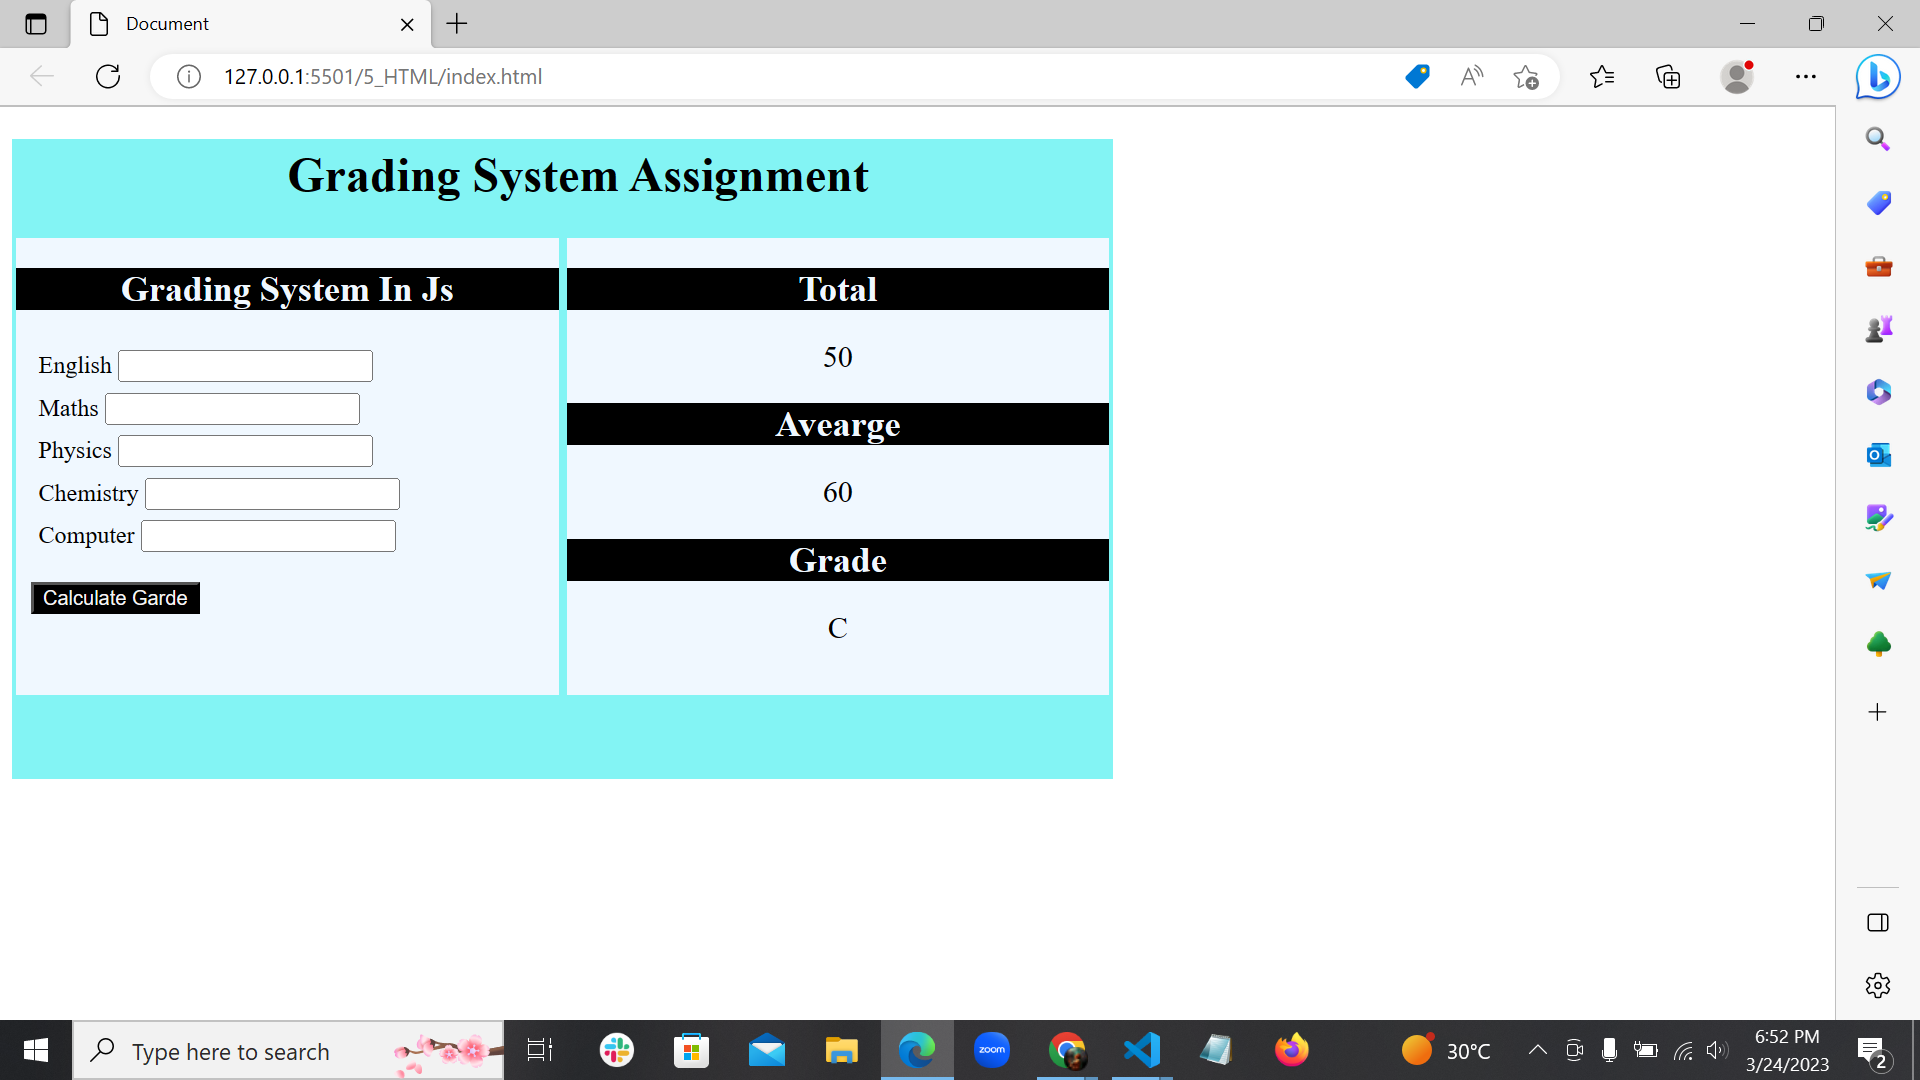 Document
127.0.0.1:5501/5_HTML/index.html
Grading System Assignment
Grading System In Js
English
Maths
Physics
Chemistry
Computer
Calculate Garde
Total
50
Avearge
60
Grade
C
Type here to search
zoom
30°C
6:52 PM
3/24/2023
2